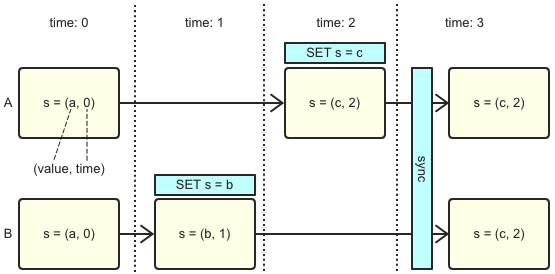 time: 0
time: 1
time: 2
time: 3
SET s = c
A
s = (a, 0)
s = (c, 2)
s = (c, 2)
sync
(value, time)
SET s = b
B
s = (a, 0)
s = (b, 1)
s = (c, 2)